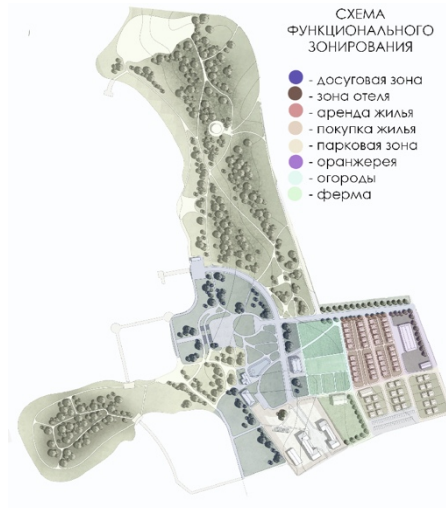 СХЕМА
ФУНКЦИОНАЛЬНОГО
ЗОНИРОВАНИЯ
- досуговая зона
- зона отеля
- аренда жилья
- покупка жилья
- парковая зона
- оранжерея
- огороды
- ферма